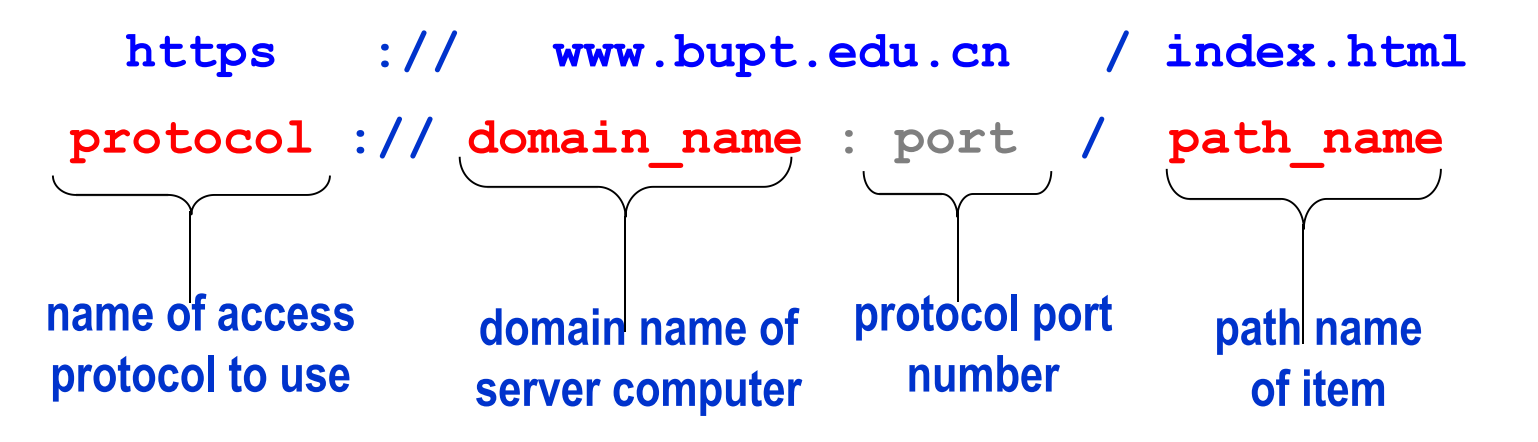 https :// www.bupt.edu.cn / index.html
protocol :// domain_name : port / path_name
name of access
protocol to use
domain name of
server computer
protocol port
number
path name
of item